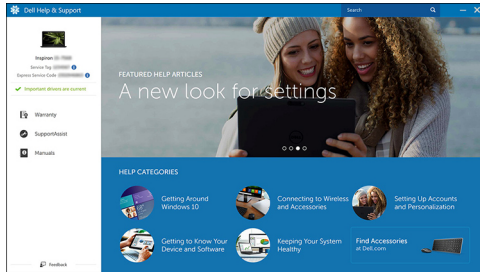 Dell Help & Support
Search
Inspiron
Service Tag
Express Service Code
Important drivers are current
Warranty
SupportAssist
Manuals
Feedback
FEATURED HELP ARTICLES
A new look for settings
HELP CATEGORIES
Getting Around
Windows 10
Connecting to Wireless
and Accessories
Setting Up Accounts
and Personalization
Getting to Know Your
Device and Software
Keeping Your System
Healthy
Find Accessories
at Dell.com